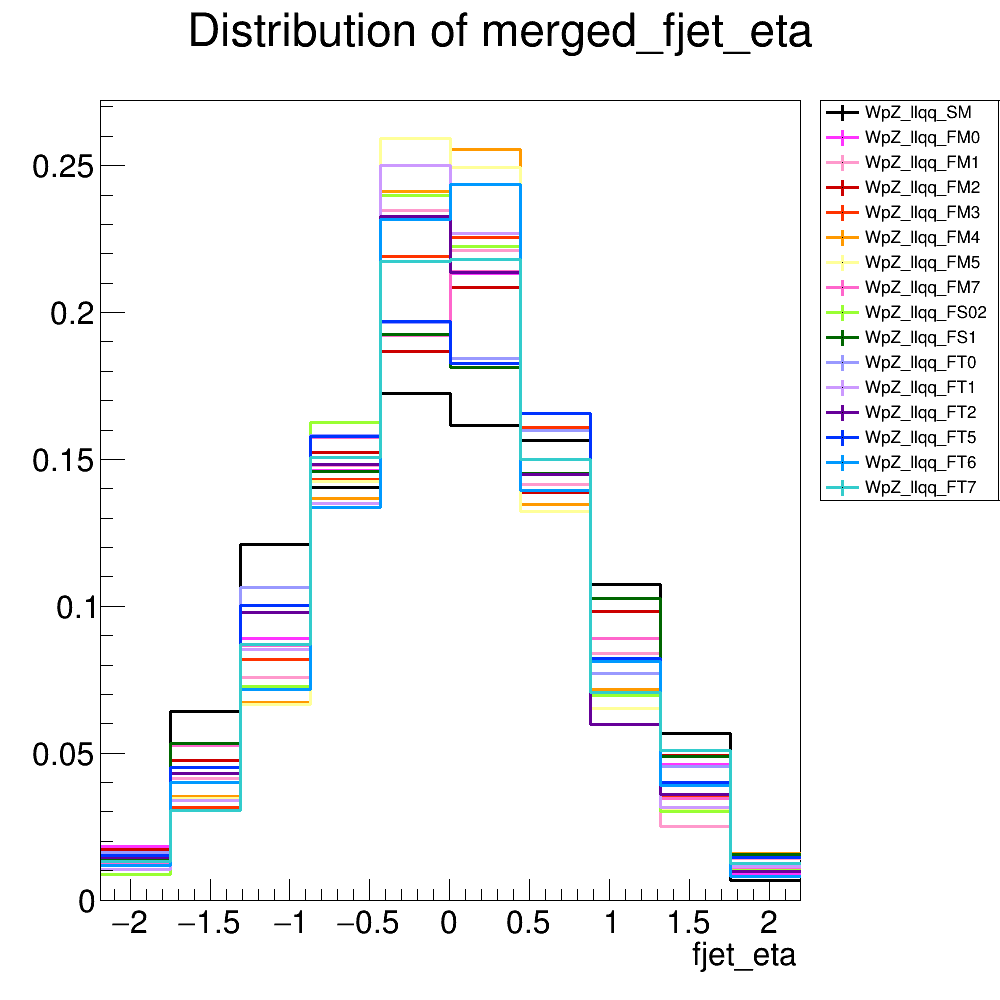 Distribution of merged_fjet_eta
WpZ_llqq_SM
WpZ_llqq_FM0
WpZ_llqq_FM1
WpZ_llqq_FM2
WpZ_llqq_FM3
WpZ_llqq_FM4
WpZ_llqq_FM5
WpZ_llqq_FM7
WpZ_llqq_FS02
WpZ_llqq_FS1
WpZ_llqq_FT0
WpZ_llqq_FT1
WpZ_llqq_FT2
WpZ_llqq_FT5
WpZ_llqq_FT6
WpZ_llqq_FT7
0.25
0.2
0.15
0.1
0.05
0
−2 −1.5 −1 −0.5 0 0.5 1 1.5 2
fjet_eta